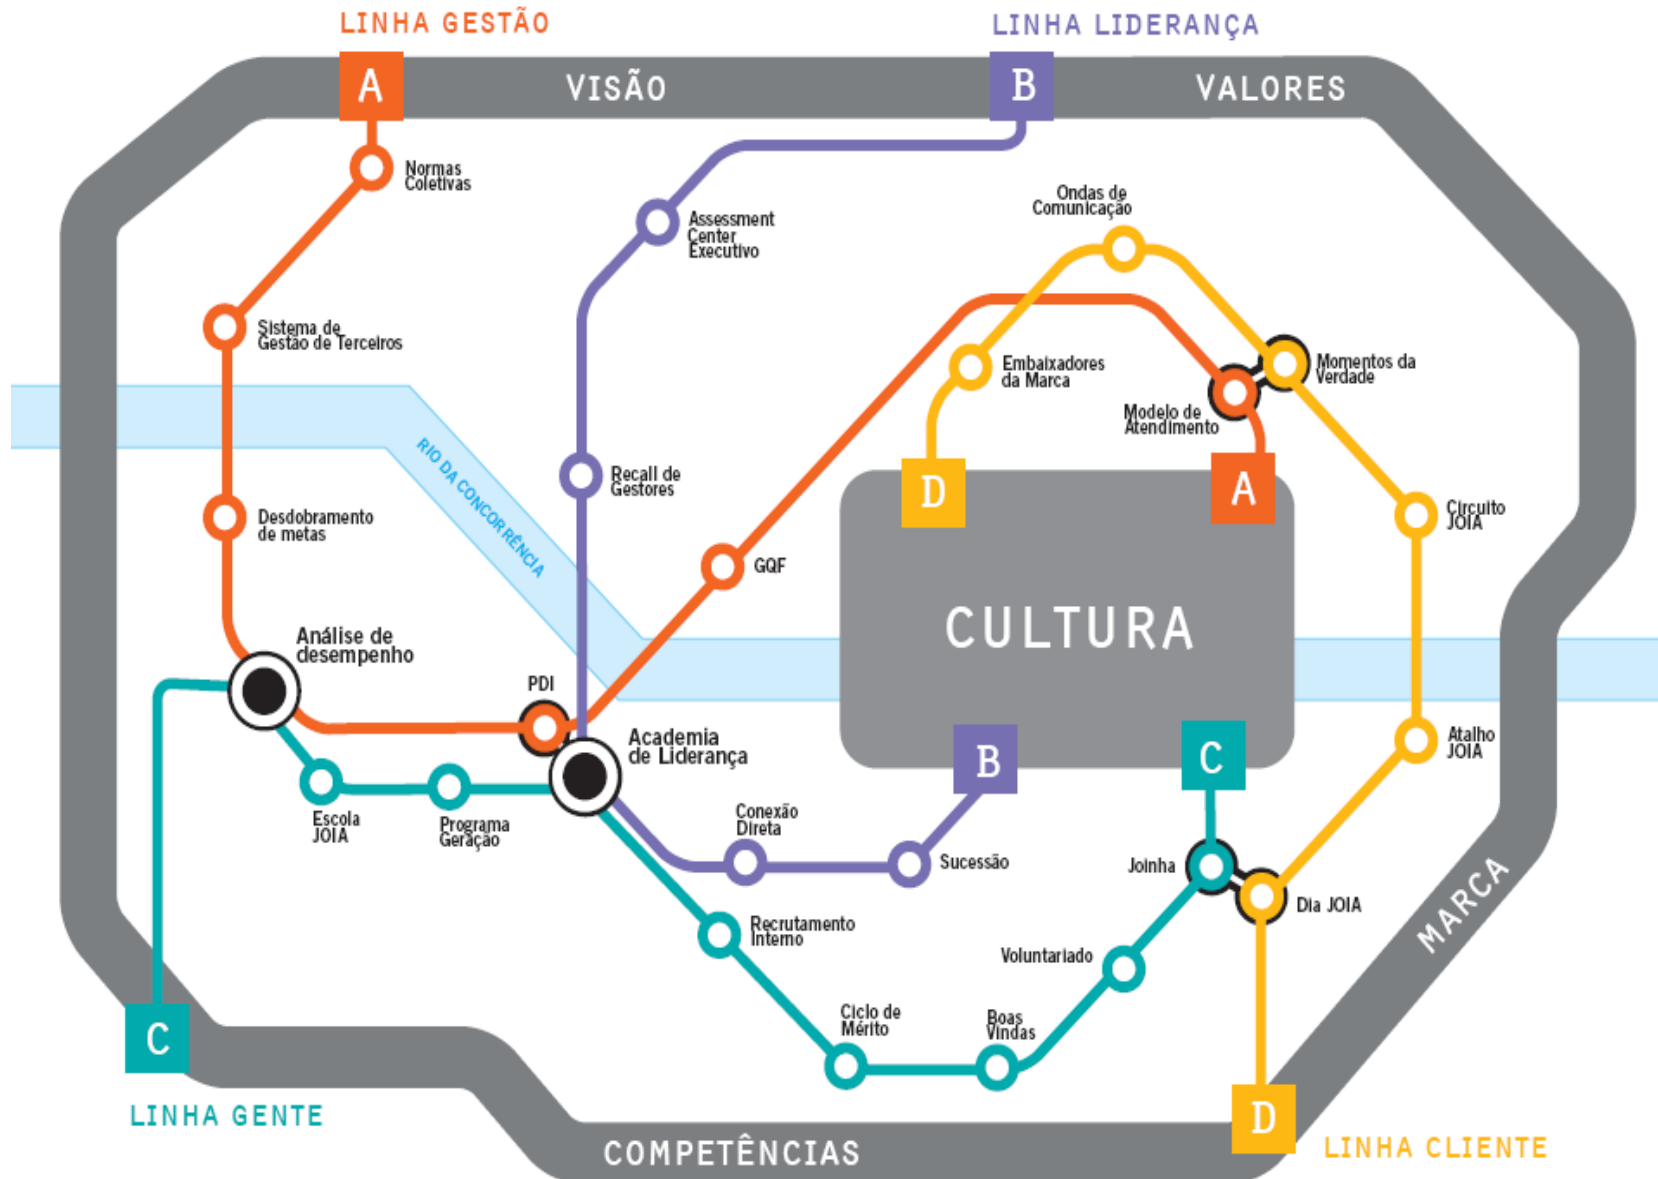 LINHA GESTÃO
LINHA LIDERANÇA
A
VISÃO
B
VALORES
Normas
Coletivas
Assessment
Center
Executivo
Ondas de
Comunicação
Sistema de
Gestão de Terceiros
Embaixadores
da Marca
Momentos da
Verdade
Modelo de
Atendimento
RIO DA CONCORRÊNCIA
Recall de
Gestores
D
A
Circuito
JOIA
Desdobramento
de metas
GQF
CULTURA
Análise de
desempenho
PDI
Academia
de Liderança
B
C
Atalho
JOIA
Escola
JOIA
Programa
Geração
Conexão
Direta
Sucessão
Joinha
Dia JOIA
MARCA
Recrutamento
Interno
Voluntariado
Ciclo de
Mérito
Boas
Vindas
C
LINHA GENTE
D
COMPETÊNCIAS
LINHA CLIENTE